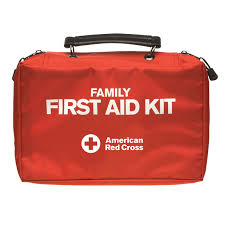 FAMILY
FIRST AID KIT
American
Red Cross